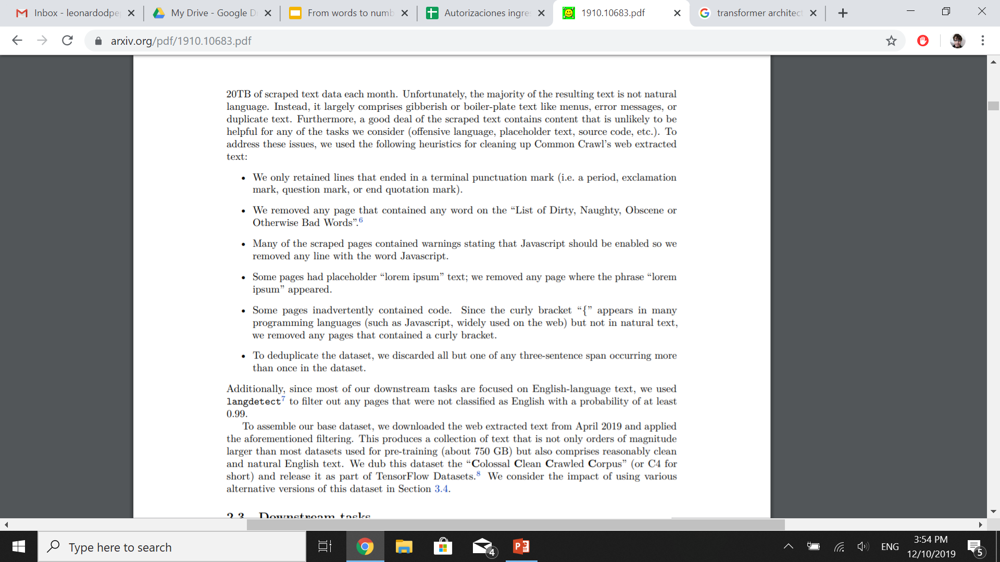 Inbox - leonardodpe
My Drive - Google D
From words to numb
Autorizaciones ingre
1910.10683.pdf
transformer architect
arxiv.org/pdf/1910.10683.pdf
20TB of scraped text data each month. Unfortunately, the majority of the resulting text is not natural
language. Instead, it largely comprises gibberish or boiler-plate text like menus, error messages, or
duplicate text. Furthermore, a good deal of the scraped text contains content that is unlikely to be
helpful for any of the tasks we consider (offensive language, placeholder text, source code, etc.). To
address these issues, we used the following heuristics for cleaning up Common Crawl's web extracted
text:
• We only retained lines that ended in a terminal punctuation mark (i.e. a period, exclamation
mark, question mark, or end quotation mark).
• We removed any page that contained any word on the “List of Dirty, Naughty, Obscene or
Otherwise Bad Words”.6
• Many of the scraped pages contained warnings stating that Javascript should be enabled so we
removed any line with the word Javascript.
• Some pages had placeholder “lorem ipsum” text; we removed any page where the phrase “lorem
ipsum” appeared.
• Some pages inadvertently contained code. Since the curly bracket “{” appears in many
programming languages (such as Javascript, widely used on the web) but not in natural text,
we removed any pages that contained a curly bracket.
• To deduplicate the dataset, we discarded all but one of any three-sentence span occurring more
than once in the dataset.
Additionally, since most of our downstream tasks are focused on English-language text, we used
langdetect7 to filter out any pages that were not classified as English with a probability of at least
0.99.
To assemble our base dataset, we downloaded the web extracted text from April 2019 and applied
the aforementioned filtering. This produces a collection of text that is not only orders of magnitude
larger than most datasets used for pre-training (about 750 GB) but also comprises reasonably clean
and natural English text. We dub this dataset the “Colossal Clean Crawled Corpus” (or C4 for
short) and release it as part of TensorFlow Datasets.8 We consider the impact of using various
alternative versions of this dataset in Section 3.4.
2.3 Downstream tasks
Type here to search
4
ENG
3:54 PM
12/10/2019
5